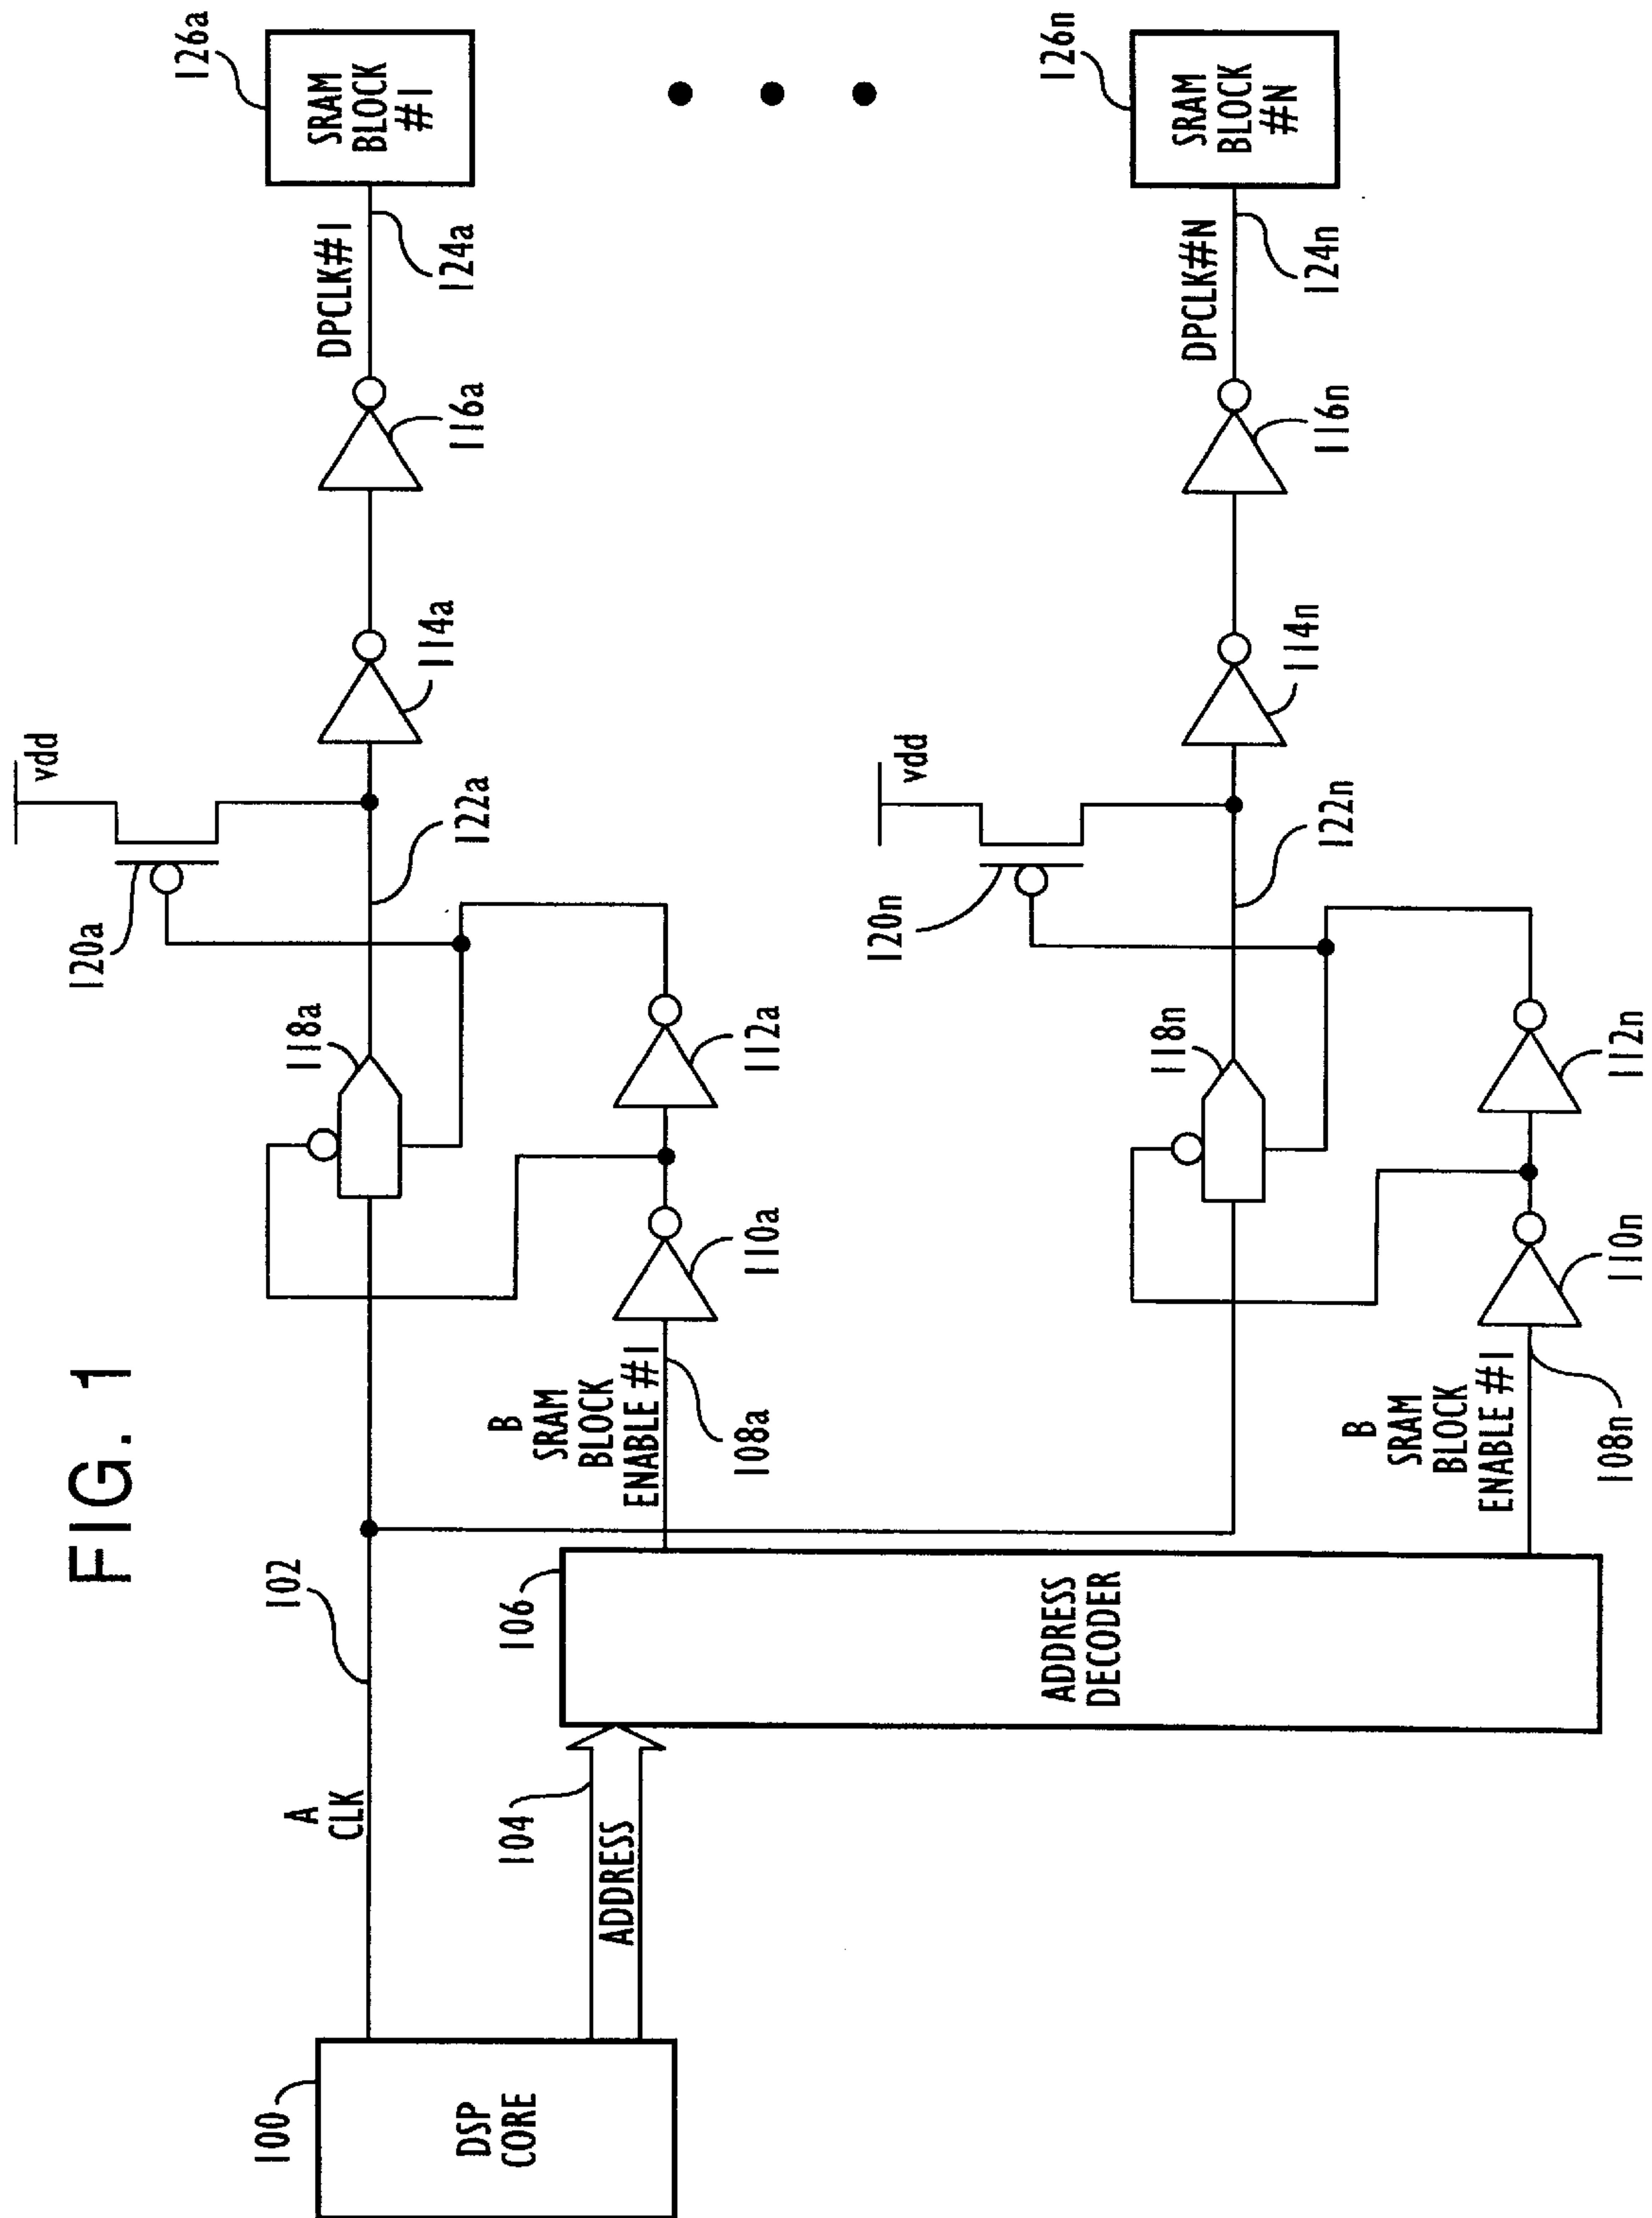 FIG. 1
100
DSP
CORE
A
CLK
102
104
ADDRESS
106
ADDRESS
DECODER
B
SRAM
BLOCK
ENABLE #1
108a
110a
112a
118a
120a
vdd
122a
114a
116a
DPCLK#1
124a
126a
SRAM
BLOCK
#1
B
SRAM
BLOCK
ENABLE #1
108n
110n
112n
118n
120n
vdd
122n
114n
116n
DPCLK#N
124n
126n
SRAM
BLOCK
#N